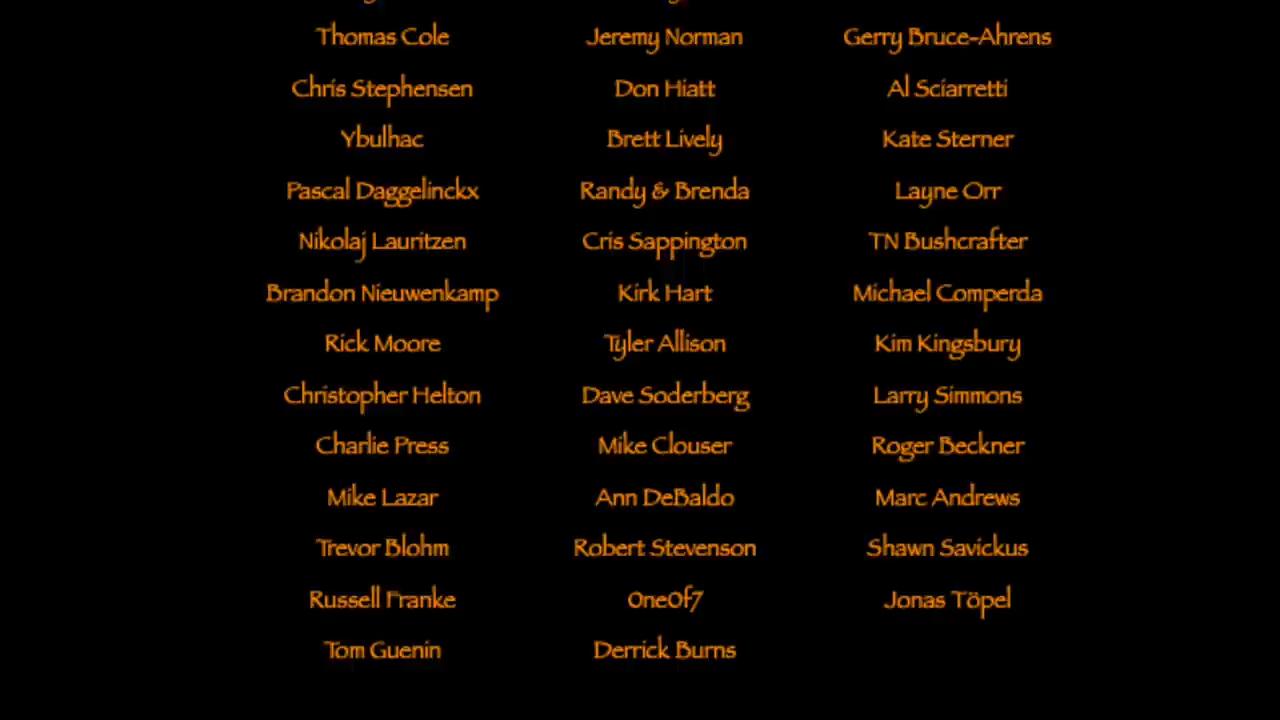 Thomas Cole Jeremy Norman Gerry Bruce-Ahrens
Chris Stephensen Don Hiatt Al Sciarretti
Ybulhac Brett Lively Kate Sterner
Pascal Daggelinckx Randy & Brenda Layne Orr
Nikolaj Lauritzen Cris Sappington TN Bushcrafter
Brandon Nieuwenkamp Kirk Hart Michael Comperda
Rick Moore Tyler Allison Kim Kingsbury
Christopher Helton Dave Soderberg Larry Simmons
Charlie Press Mike Clouser Roger Beckner
Mike Lazar Ann DeBaldo Marc Andrews
Trevor Blohm Robert Stevenson Shawn Savickus
Russell Franke 0ne0f7 Jonas Töpel
Tom Guenin Derrick Burns